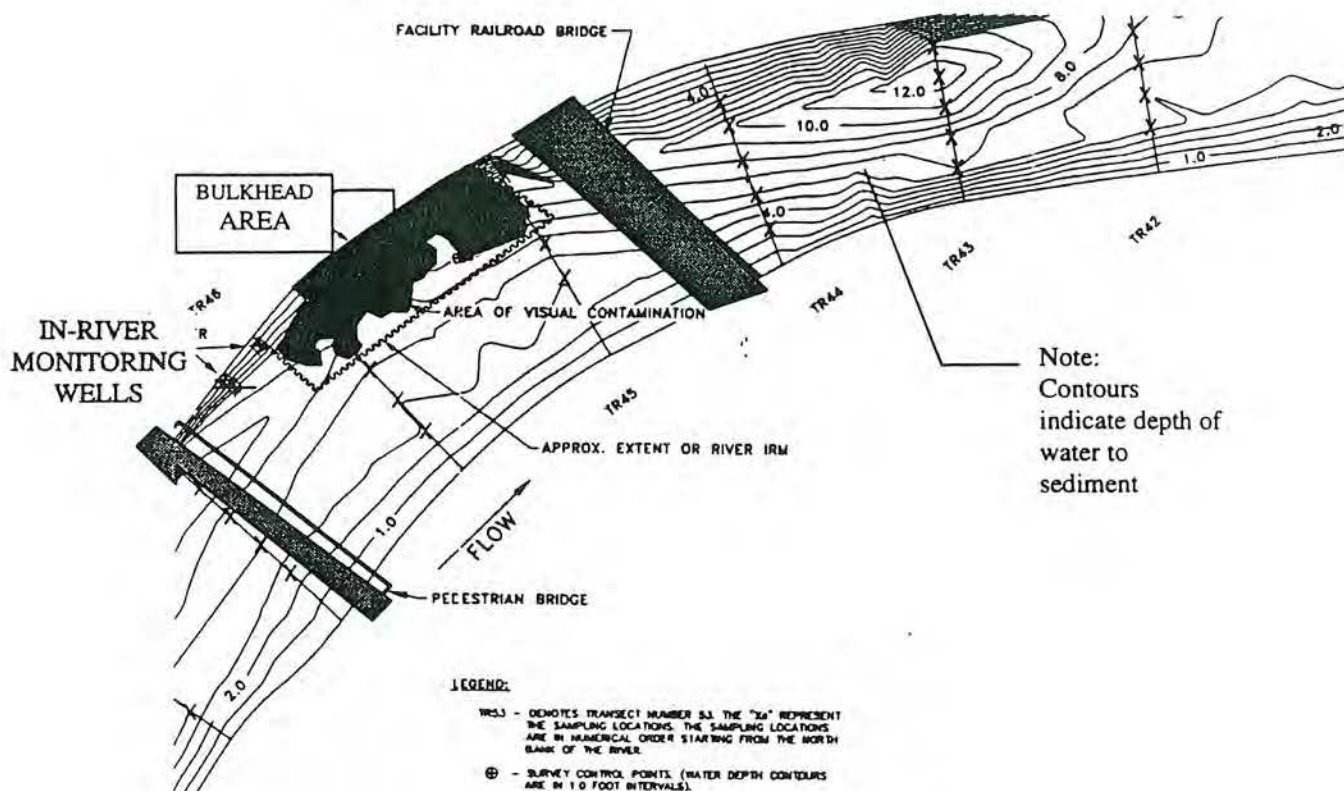 FACILITY RAILROAD BRIDGE
8.0
4.0
12.0
10.0
2.0
1.0
BULKHEAD
AREA
4.0
TR42
TR43
TR44
TR46
AREA OF VISUAL CONTAMINATION
R
IN-RIVER
MONITORING
WELLS
Note:
Contours
indicate depth of
water to
sediment
TR45
APPROX. EXTENT OR RIVER IRM
1.0
FLOW
PEDESTRIAN BRIDGE
2.0
LEGEND:
- DENOTES TRANSECT NUMBER 53. THE "Xs" REPRESENT
THE SAMPLING LOCATIONS. THE SAMPLING LOCATIONS
ARE IN NUMERICAL ORDER STARTING FROM THE NORTH
BANK OF THE RIVER.
⊕ - SURVEY CONTROL POINTS. (WATER DEPTH CONTOURS
ARE IN 1.0 FOOT INTERVALS).